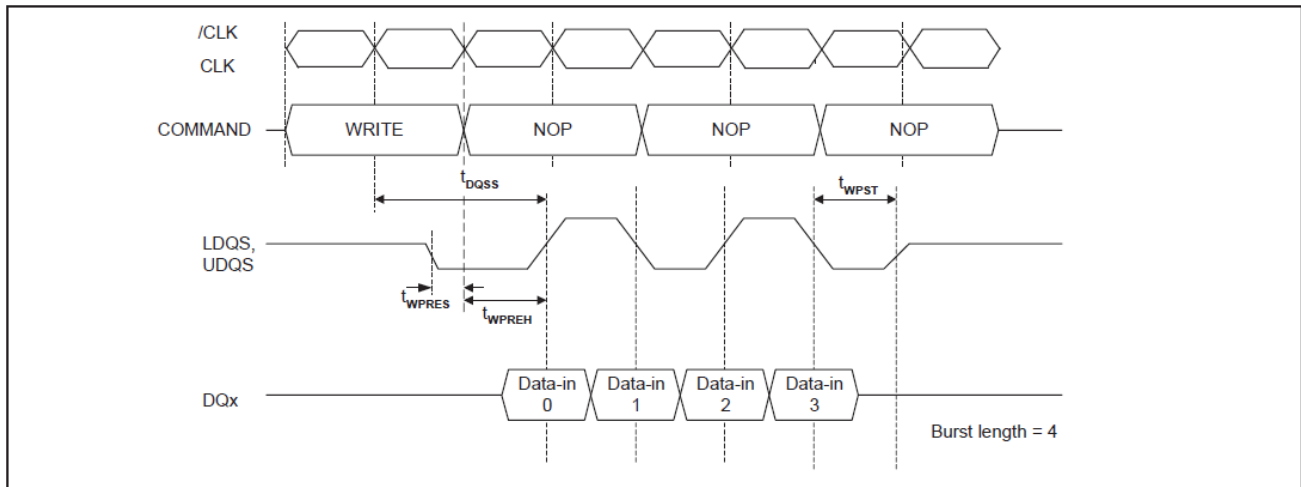 /CLK
CLK
COMMAND
WRITE
NOP
NOP
NOP
tDQSS
tWPST
LDQS,
UDQS
tWPRES
tWPREH
DQx
Data-in
0
Data-in
1
Data-in
2
Data-in
3
Burst length = 4